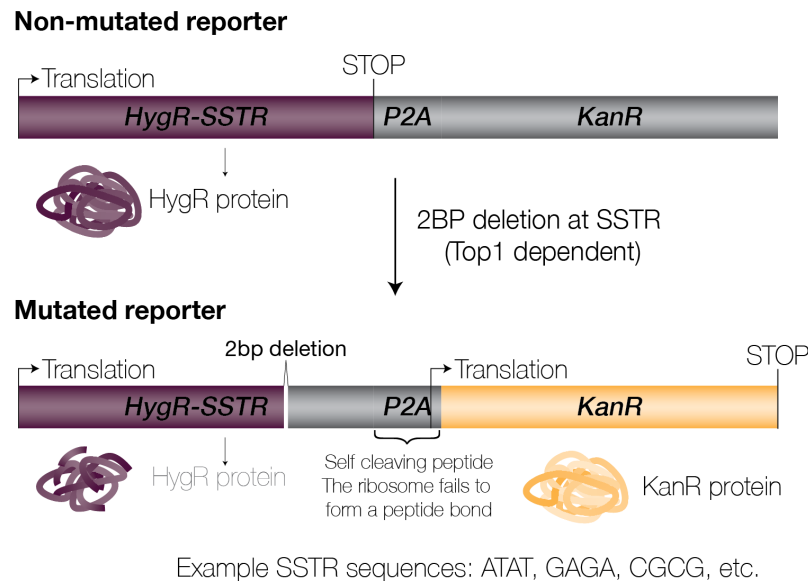 Non-mutated reporter
STOP
Translation
HygR-SSTR
P2A
KanR
HygR protein
2BP deletion at SSTR
(Top1 dependent)
Mutated reporter
2bp deletion
STOP
Translation
Translation
HygR-SSTR
P2A
KanR
HygR protein
Self cleaving peptide
The ribosome fails to
form a peptide bond
KanR protein
Example SSTR sequences: ATAT, GAGA, CGCG, etc.